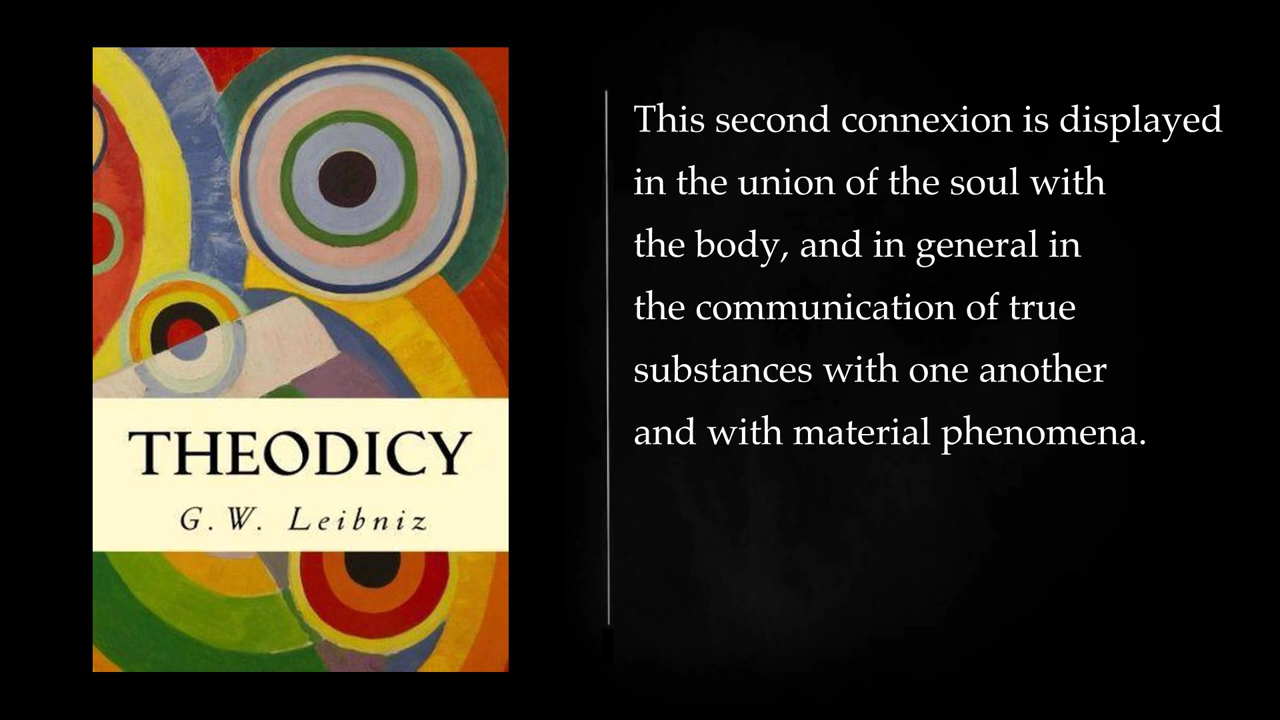 THEODICY
G. W. Leibniz
This second connexion is displayed
in the union of the soul with
the body, and in general in
the communication of true
substances with one another
and with material phenomena.